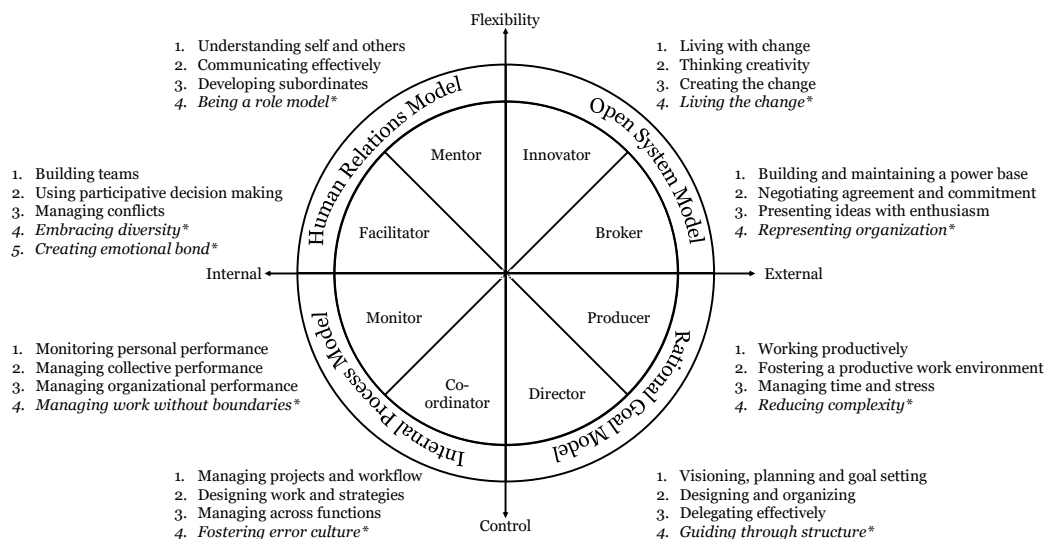 Flexibility
1. Understanding self and others
2. Communicating effectively
3. Developing subordinates
4. Being a role model*
1. Living with change
2. Thinking creativity
3. Creating the change
4. Living the change*
Human Relations Model
Open System Model
Mentor
Innovator
1. Building teams
2. Using participative decision making
3. Managing conflicts
4. Embracing diversity*
5. Creating emotional bond*
Facilitator
Broker
1. Building and maintaining a power base
2. Negotiating agreement and commitment
3. Presenting ideas with enthusiasm
4. Representing organization*
Internal
External
1. Monitoring personal performance
2. Managing collective performance
3. Managing organizational performance
4. Managing work without boundaries*
Monitor
Producer
1. Working productively
2. Fostering a productive work environment
3. Managing time and stress
4. Reducing complexity*
Co-
ordinator
Director
Internal Process Model
Rational Goal Model
1. Managing projects and workflow
2. Designing work and strategies
3. Managing across functions
4. Fostering error culture*
1. Visioning, planning and goal setting
2. Designing and organizing
3. Delegating effectively
4. Guiding through structure*
Control